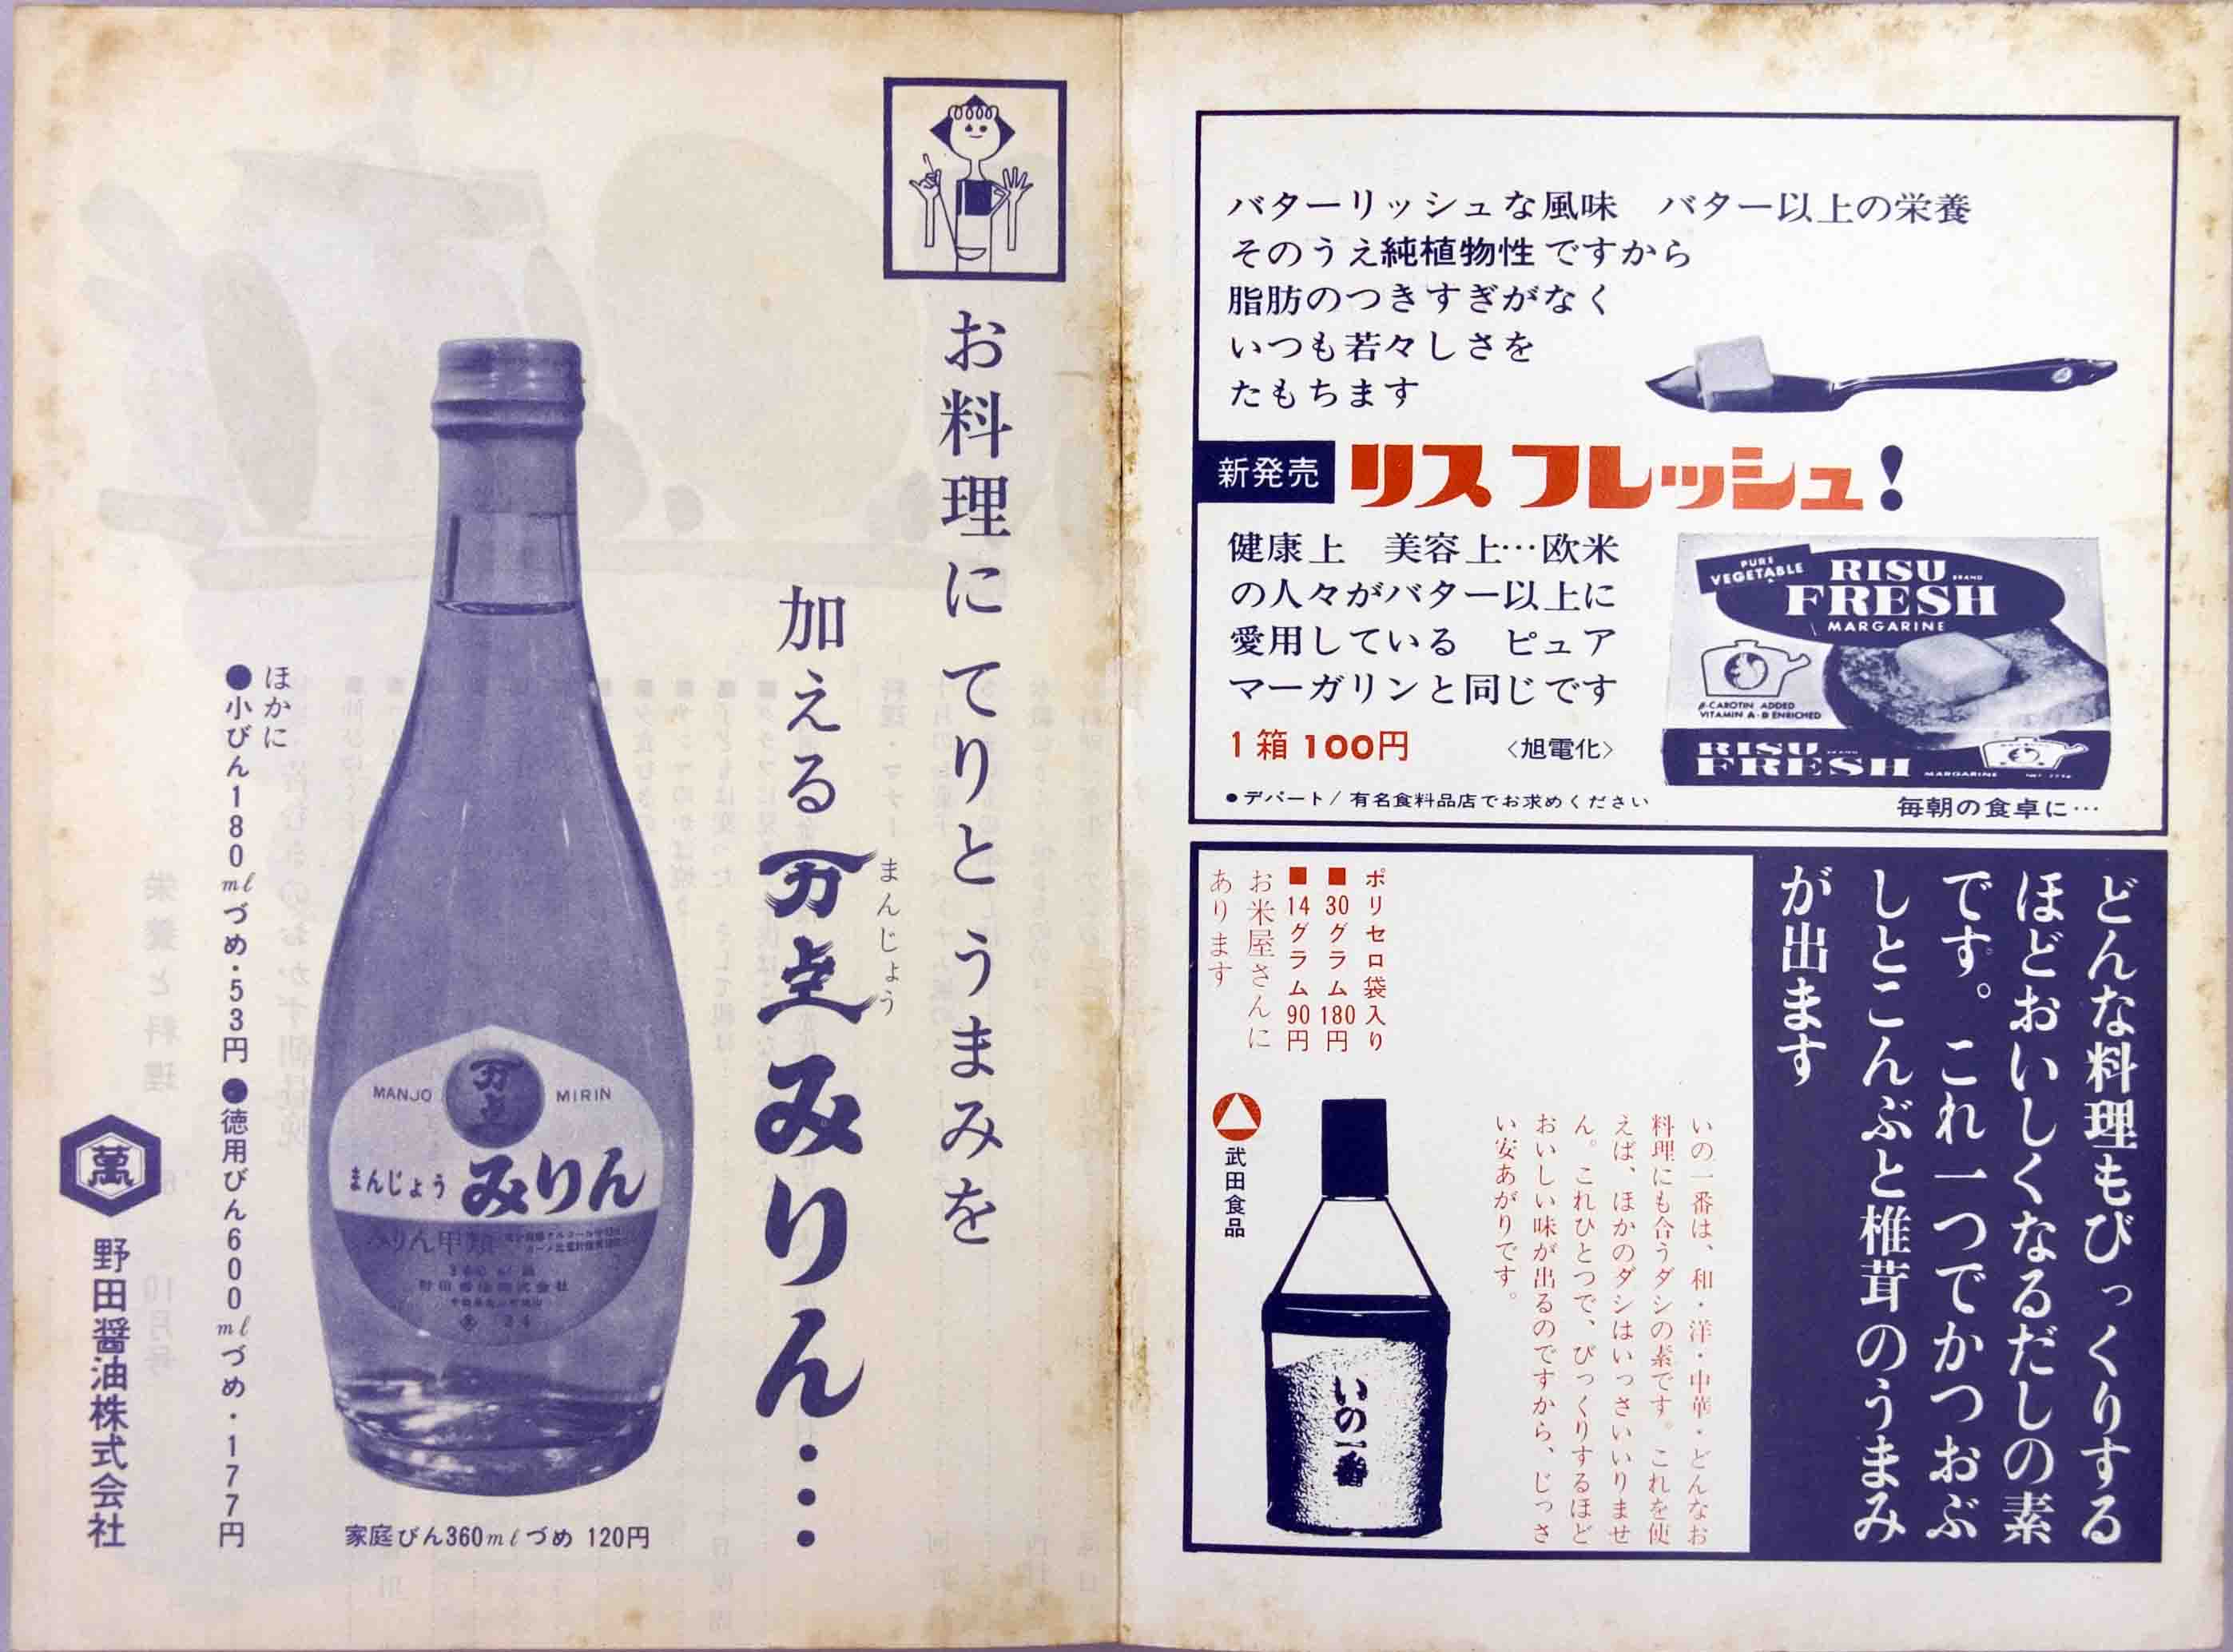 バターリッシュな風味　バター以上の栄養
そのうえ純植物性ですから
脂肪のつきすぎがなく
いつも若々しさを
たもちます
新発売 リス フレッシュ!
健康上　美容上…欧米
の人々がバター以上に
愛用している　ピュア
マーガリンと同じです
1箱 100円　〈旭電化〉
●デパート/有名食料品店でお求めください
PURE
VEGETABLE
RISU BRAND
FRESH
MARGARINE
β-CAROTIN ADDED
VITAMIN A·D ENRICHED
RISU
FRESH MARGARINE
毎朝の食卓に…
どんな料理もびっくりする
ほどおいしくなるだしの素
です。これ一つでかつおぶ
しとこんぶと椎茸のうまみ
が出ます
いの一番は、和・洋・中華・どんなお
料理にも合うダシの素です。これを使
えば、ほかのダシはいっさいいりませ
ん。これひとつで、びっくりするほど
おいしい味が出るのですから、じっさ
い安あがりです。
ポリセロ袋入り
■30グラム180円
■14グラム90円
お米屋さんに
あります
武田食品
いの一番
お料理に てりとうまみを
加える万上みりん…
まんじょう
MANJO 万上 MIRIN
まんじょう みりん
みりん甲類
家庭びん360mlづめ 120円
ほかに
●小びん180mlづめ・53円●徳用びん600mlづめ・177円
萬
野田醤油株式会社